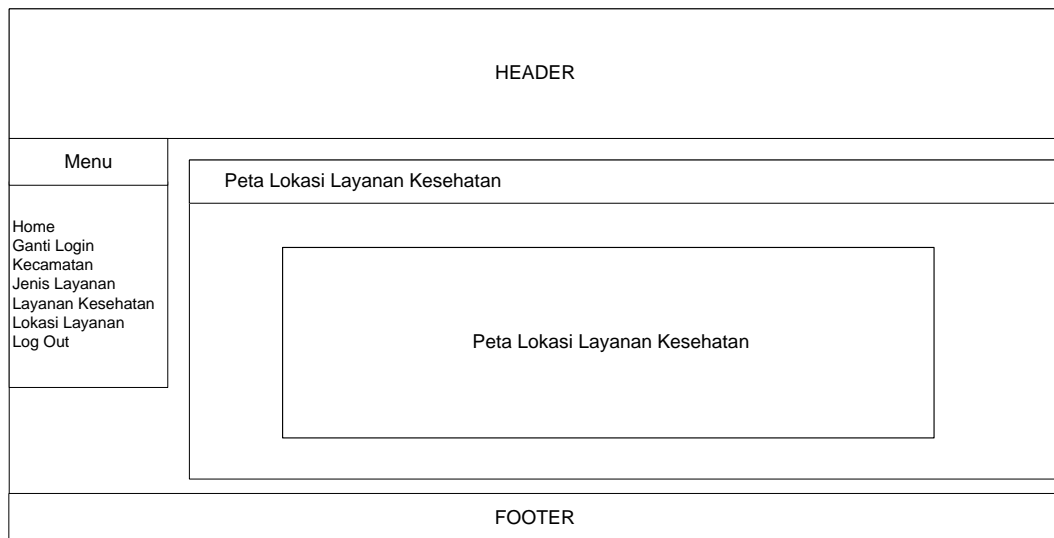 HEADER
Menu
Home
Ganti Login
Kecamatan
Jenis Layanan
Layanan Kesehatan
Lokasi Layanan
Log Out
Peta Lokasi Layanan Kesehatan
Peta Lokasi Layanan Kesehatan
FOOTER